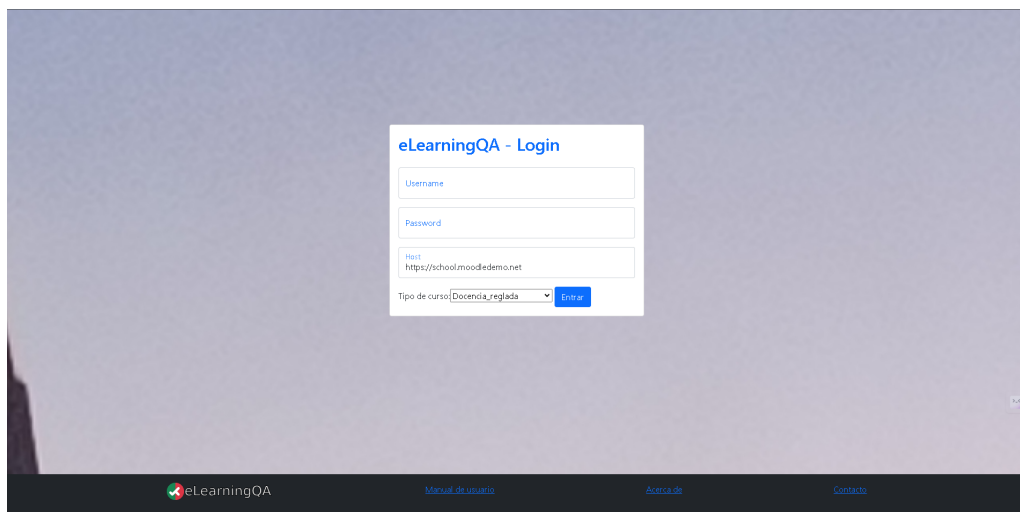 eLearningQA - Login
Username
Password
Host
https://school.moodledemo.net
Tipo de curso: Docencia_reglada Entrar
eLearningQA Manual de usuario Acerca de Contacto